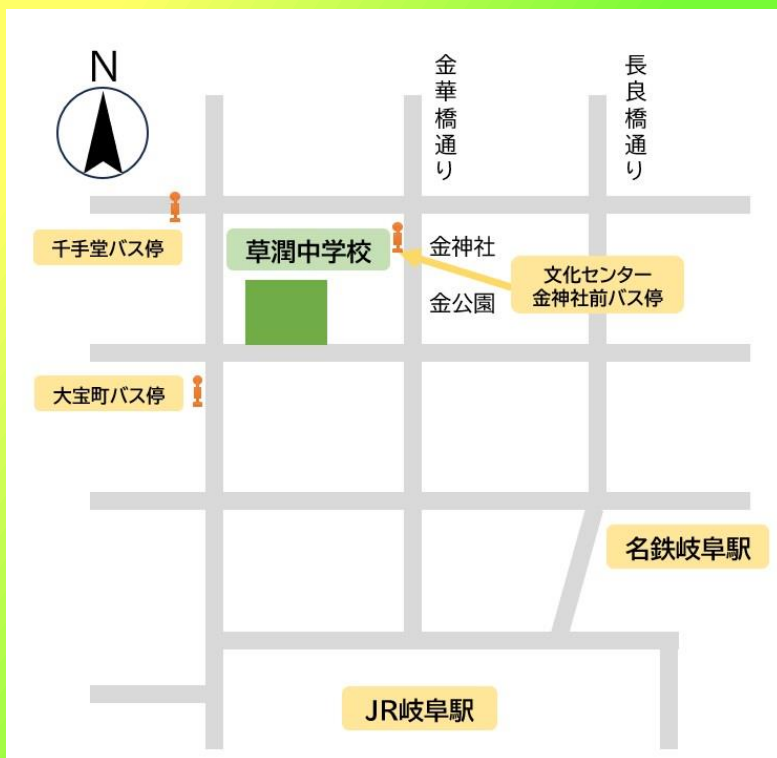 N
金華橋通り
長良橋通り
千手堂バス停
草潤中学校
金神社
文化センター
金神社前バス停
金公園
大宝町バス停
名鉄岐阜駅
JR岐阜駅